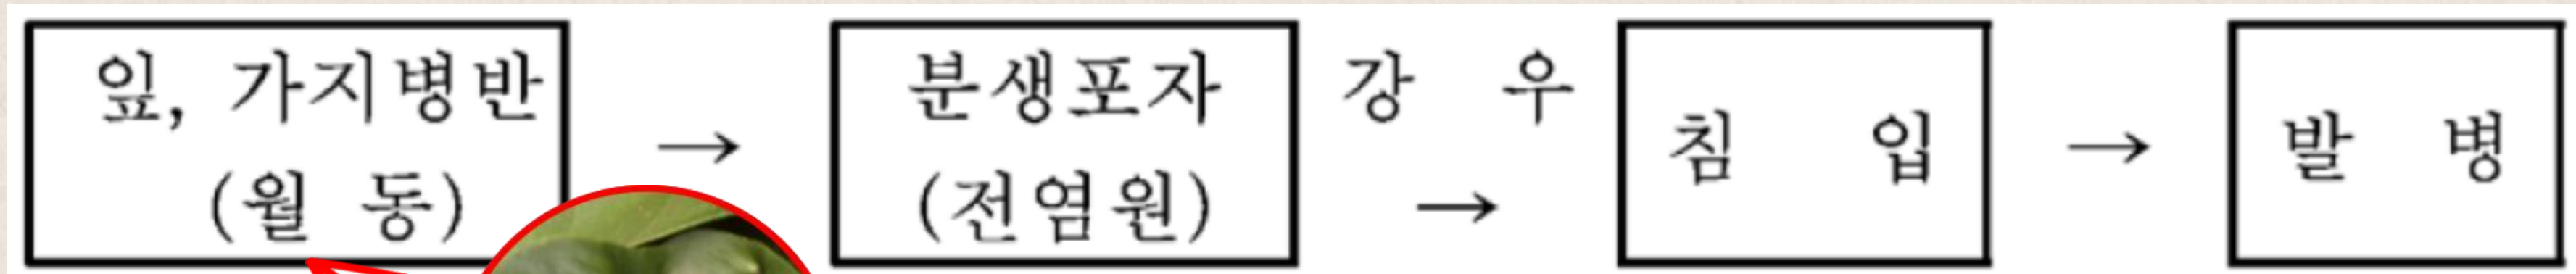 잎, 가지병반
(월 동)
→
분생포자
(전염원)
강 우
→
침 입
→
발 병